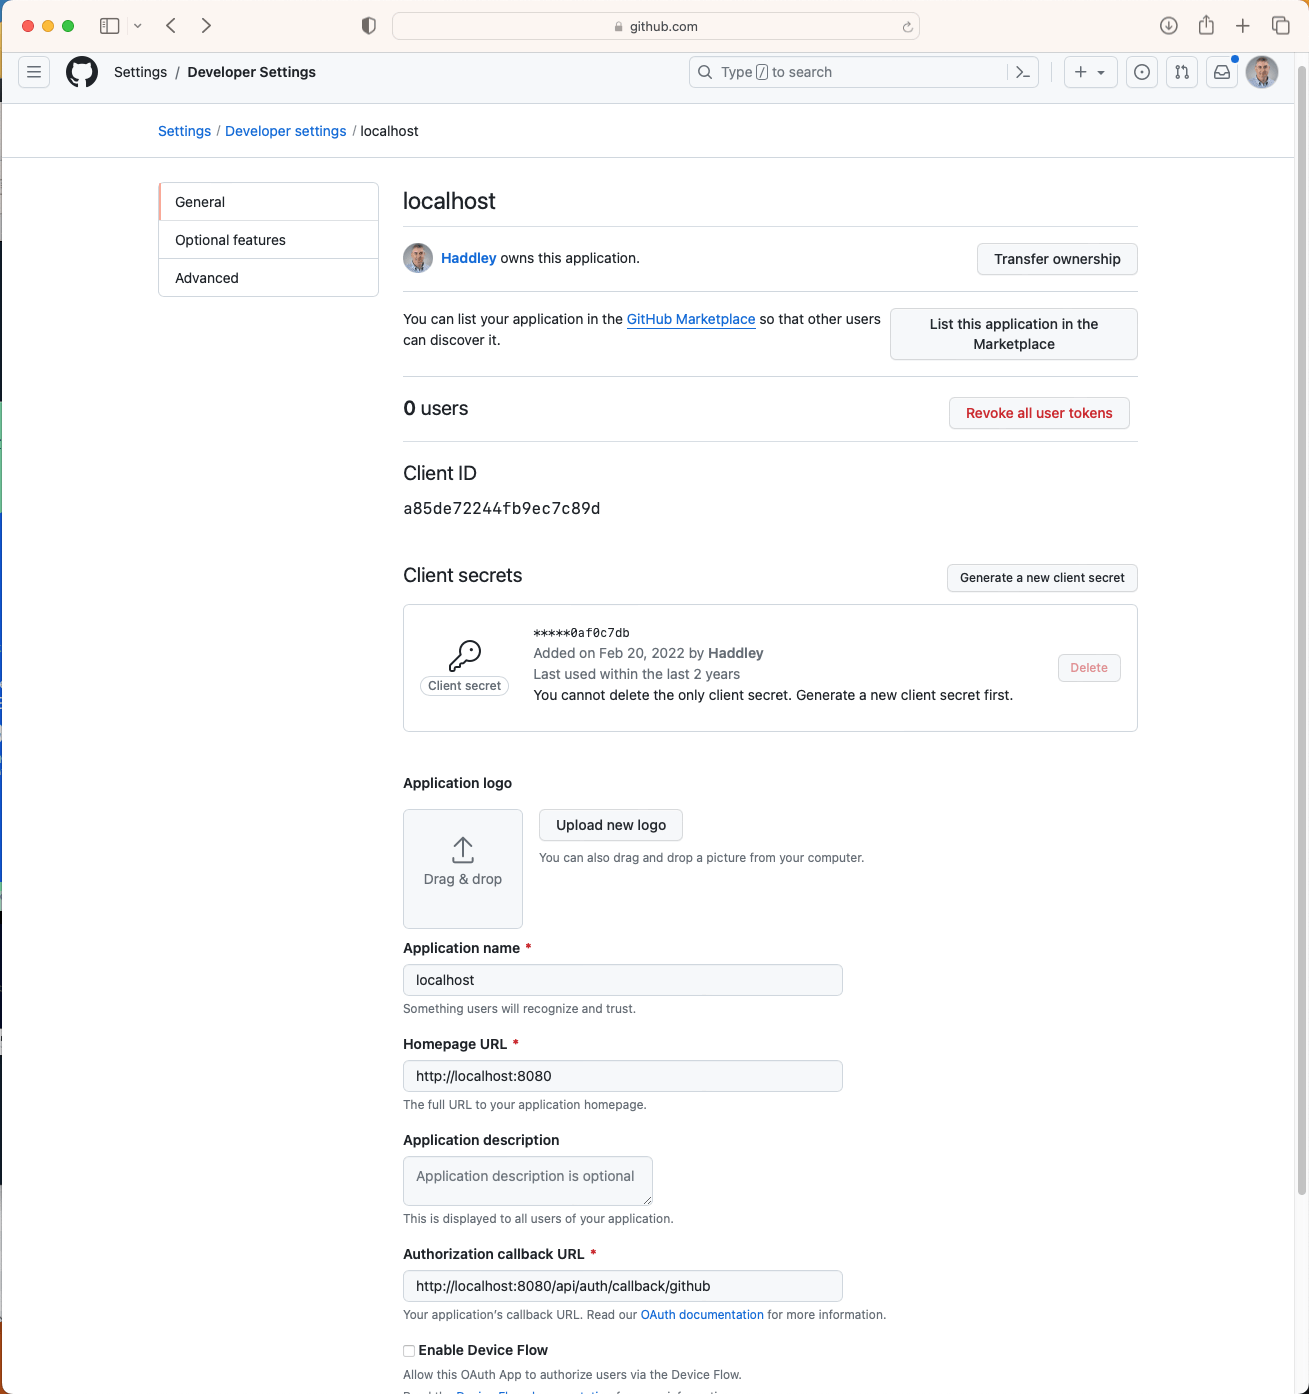 github.com
Settings / Developer Settings
Type / to search
Settings / Developer settings / localhost
General
Optional features
Advanced
localhost
Haddley owns this application.
Transfer ownership
You can list your application in the GitHub Marketplace so that other users
can discover it.
List this application in the
Marketplace
0 users
Revoke all user tokens
Client ID
a85de72244fb9ec7c89d
Client secrets
Generate a new client secret
*****0af0c7db
Added on Feb 20, 2022 by Haddley
Last used within the last 2 years
You cannot delete the only client secret. Generate a new client secret first.
Client secret
Delete
Application logo
Drag & drop
Upload new logo
You can also drag and drop a picture from your computer.
Application name *
localhost
Something users will recognize and trust.
Homepage URL *
http://localhost:8080
The full URL to your application homepage.
Application description
Application description is optional
This is displayed to all users of your application.
Authorization callback URL *
http://localhost:8080/api/auth/callback/github
Your application's callback URL. Read our OAuth documentation for more information.
Enable Device Flow
Allow this OAuth App to authorize users via the Device Flow.